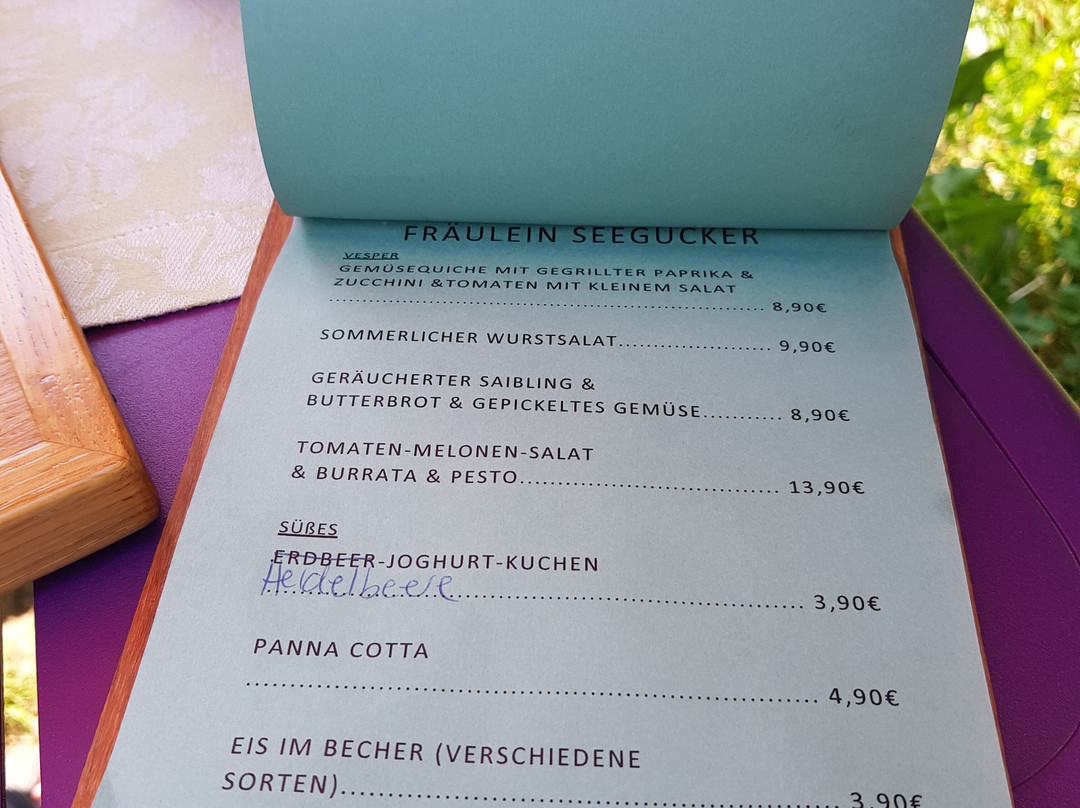 FRÄULEIN SEEGUCKER
VESPER
GEMÜSEQUICHE MIT GEGRILLTER PAPRIKA &
ZUCCHINI &TOMATEN MIT KLEINEM SALAT
........................................................................ 8,90€
SOMMERLICHER WURSTSALAT...................... 9,90€
GERÄUCHERTER SAIBLING &
BUTTERBROT & GEPICKELTES GEMÜSE........... 8,90€
TOMATEN-MELONEN-SALAT
& BURRATA & PESTO.................................... 13,90€
SÜßES
ERDBEER-JOGHURT-KUCHEN
Heidelbeere
........................................................................ 3,90€
PANNA COTTA
........................................................................ 4,90€
EIS IM BECHER (VERSCHIEDENE
SORTEN)...................................................... 3,90€